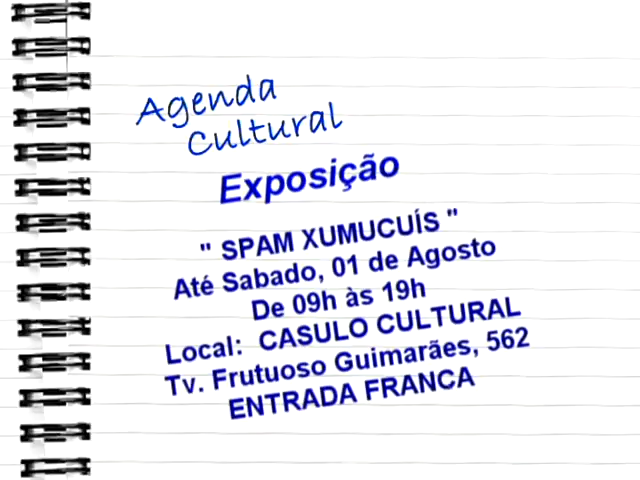 Agenda
Cultural
Exposição
" SPAM XUMUCUÍS "
Até Sabado, 01 de Agosto
De 09h às 19h
Local: CASULO CULTURAL
Tv. Frutuoso Guimarães, 562
ENTRADA FRANCA